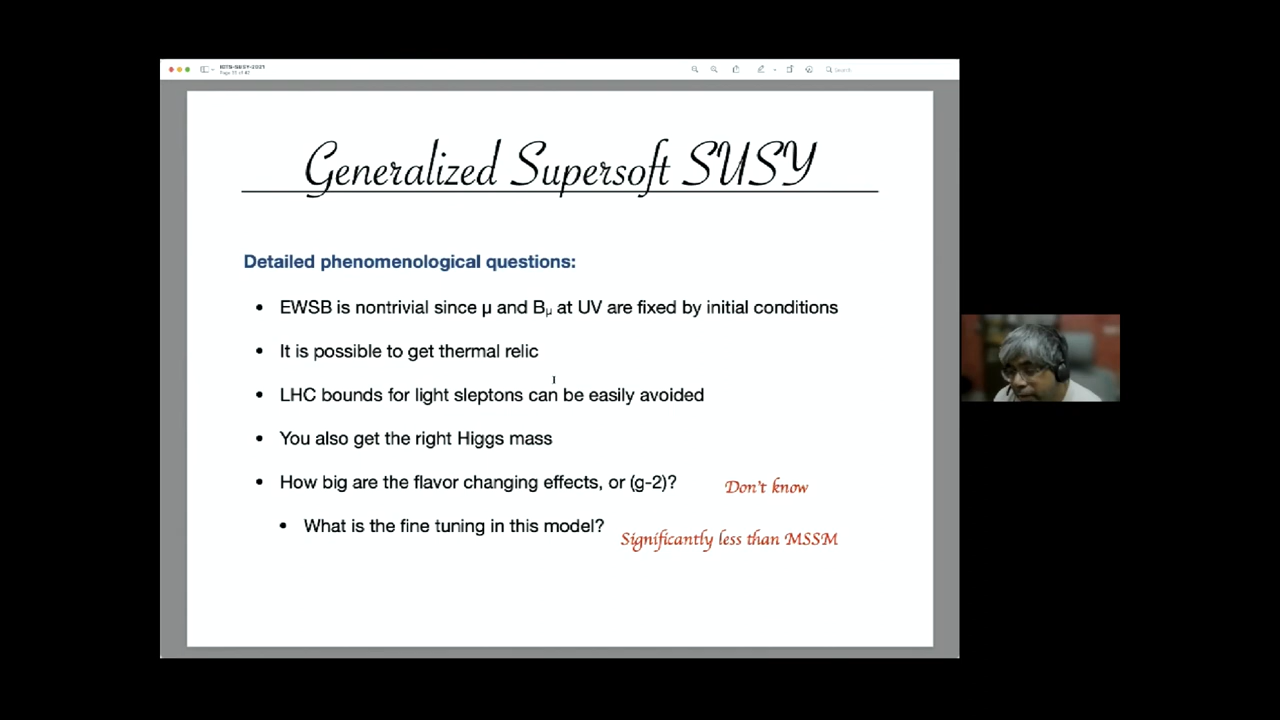 Search
Generalized Supersoft SUSY
Detailed phenomenological questions:
• EWSB is nontrivial since μ and Bμ at UV are fixed by initial conditions
• It is possible to get thermal relic
• LHC bounds for light sleptons can be easily avoided
• You also get the right Higgs mass
• How big are the flavor changing effects, or (g-2)? Don't know
• What is the fine tuning in this model? Significantly less than MSSM